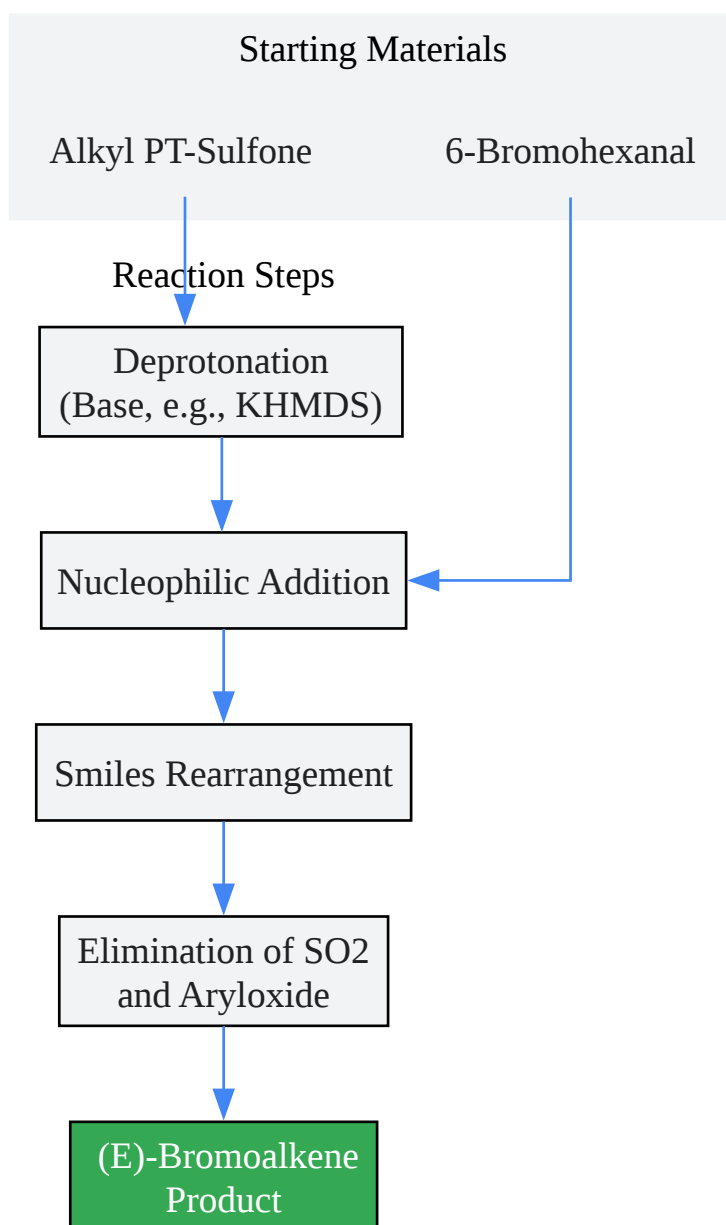 Starting Materials
Alkyl PT-Sulfone
6-Bromohexanal
Reaction Steps
Deprotonation
(Base, e.g., KHMDS)
Nucleophilic Addition
Smiles Rearrangement
Elimination of SO2
and Aryloxide
(E)-Bromoalkene
Product